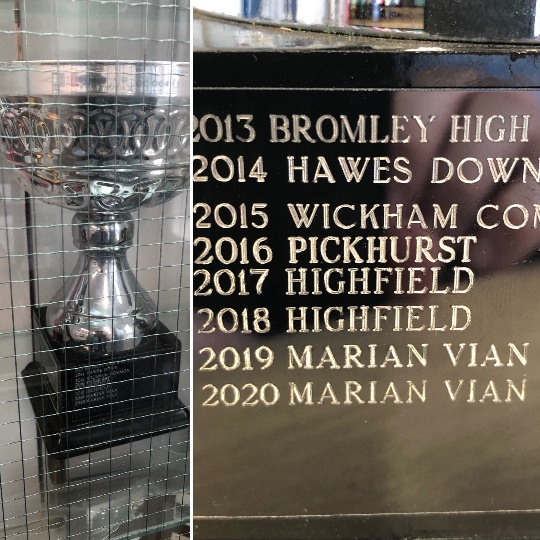 2013 BROMLEY HIGH
2014 HAWES DOWN
2015 WICKHAM COM
2016 PICKHURST
2017 HIGHFIELD
2018 HIGHFIELD
2019 MARIAN VIAN
2020 MARIAN VIAN